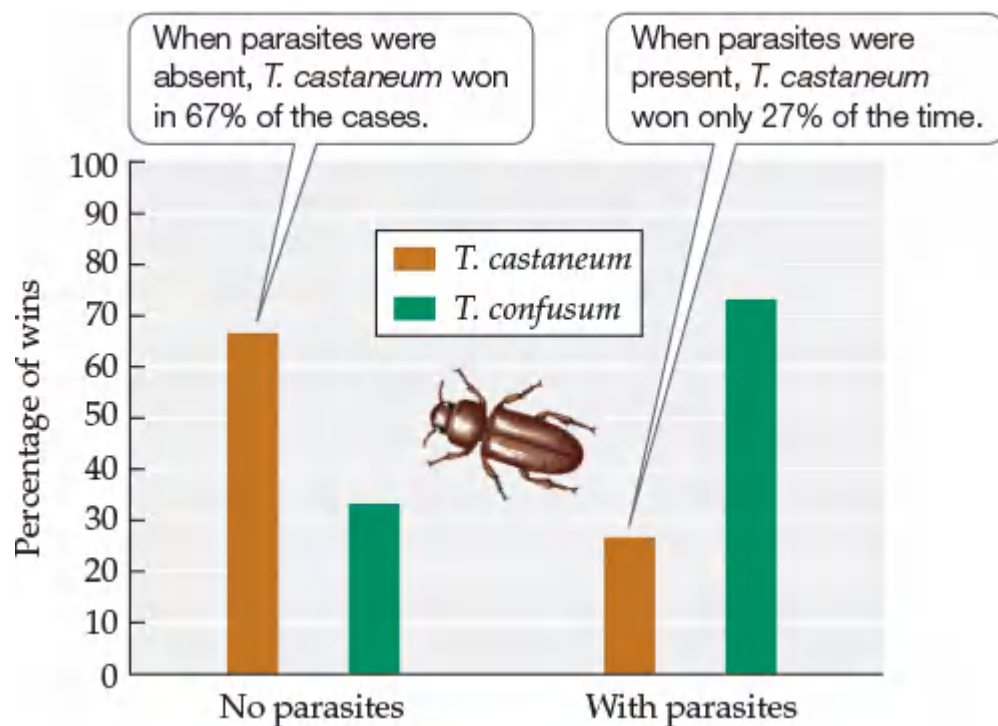 When parasites were
absent, T. castaneum won
in 67% of the cases.
When parasites were
present, T. castaneum
won only 27% of the time.
Percentage of wins
100
90
80
70
60
50
40
30
20
10
0
T. castaneum
T. confusum
No parasites
With parasites